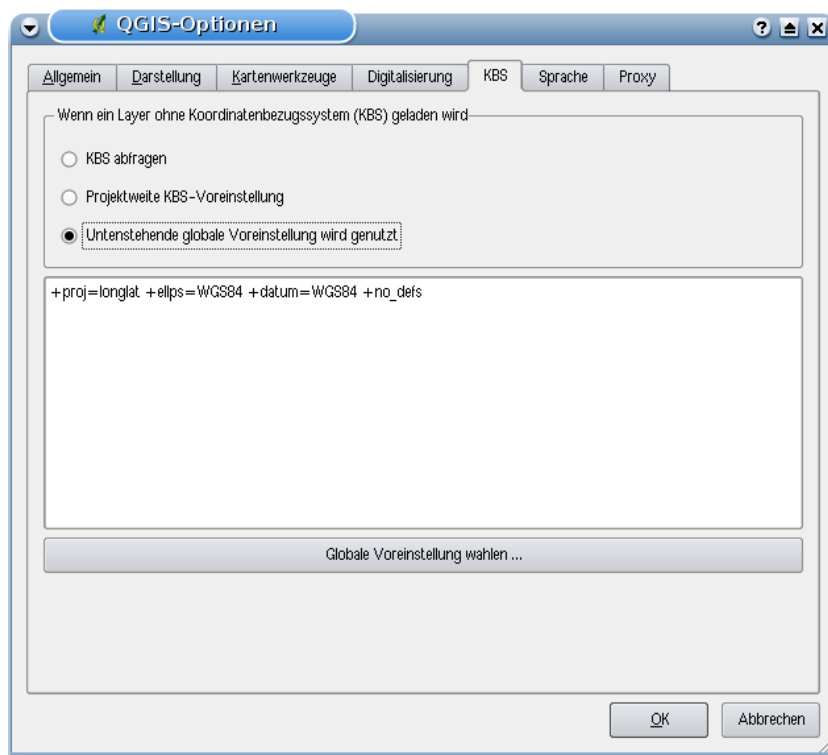 QGIS-Optionen
Allgemein Darstellung Kartenwerkzeuge Digitalisierung KBS Sprache Proxy
Wenn ein Layer ohne Koordinatenbezugssystem (KBS) geladen wird
KBS abfragen
Projektweite KBS-Voreinstellung
Untenstehende globale Voreinstellung wird genutzt
+proj=longlat +ellps=WGS84 +datum=WGS84 +no_defs
Globale Voreinstellung wahlen ...
OK Abbrechen